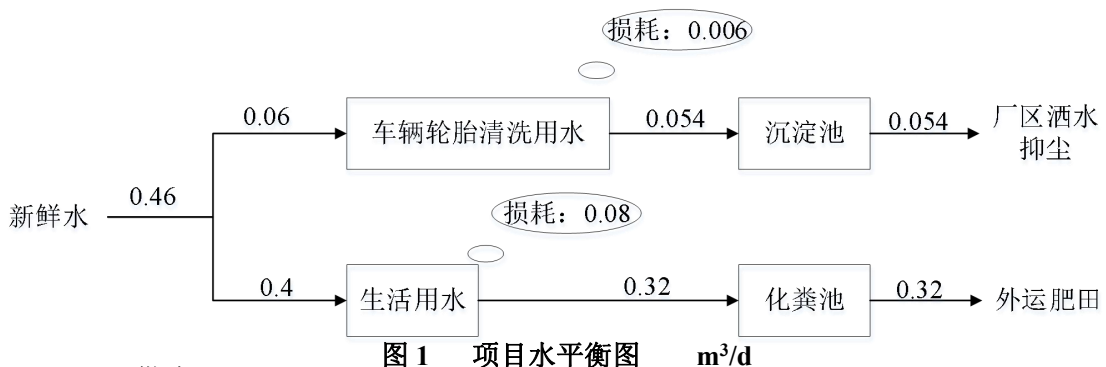 损耗：0.006
0.06
车辆轮胎清洗用水
0.054
沉淀池
0.054
厂区洒水
抑尘
新鲜水
0.46
损耗：0.08
0.4
生活用水
0.32
化粪池
0.32
外运肥田
图 1 项目水平衡图 m³/d